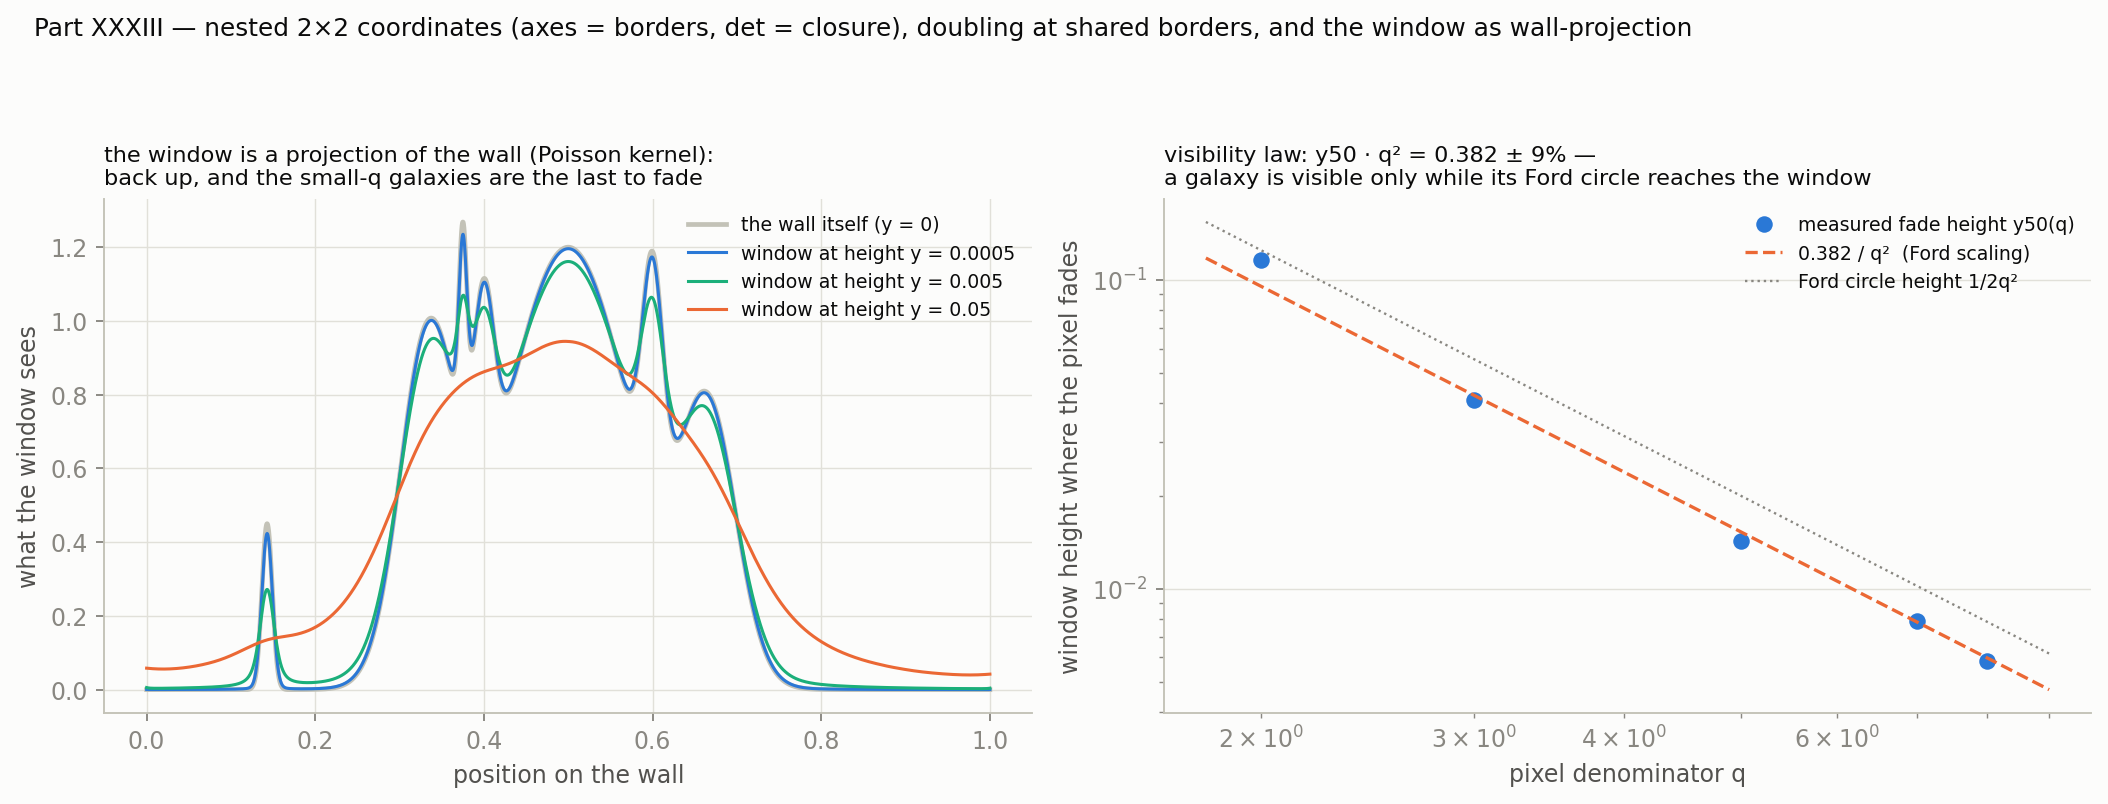 Part XXXIII — nested 2×2 coordinates (axes = borders, det = closure), doubling at shared borders, and the window as wall-projection
the window is a projection of the wall (Poisson kernel):
back up, and the small-q galaxies are the last to fade
what the window sees
1.2
1.0
0.8
0.6
0.4
0.2
0.0
the wall itself (y = 0)
window at height y = 0.0005
window at height y = 0.005
window at height y = 0.05
0.0
0.2
0.4
0.6
0.8
1.0
position on the wall
visibility law: y50 · q² = 0.382 ± 9% —
a galaxy is visible only while its Ford circle reaches the window
window height where the pixel fades
10⁻¹
10⁻²
measured fade height y50(q)
0.382 / q² (Ford scaling)
Ford circle height 1/2q²
2 × 10⁰
3 × 10⁰
4 × 10⁰
6 × 10⁰
pixel denominator q